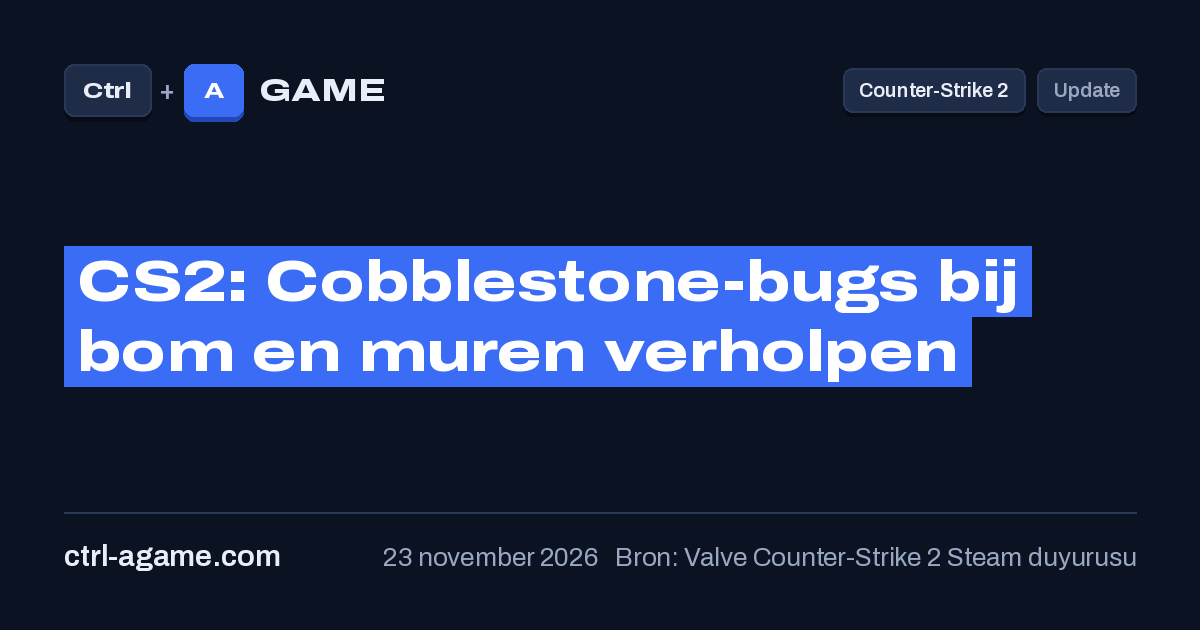 Ctrl + A GAME
Counter-Strike 2 Update
CS2: Cobblestone-bugs bij
bom en muren verholpen
ctrl-agame.com
23 november 2026 Bron: Valve Counter-Strike 2 Steam duyurusu